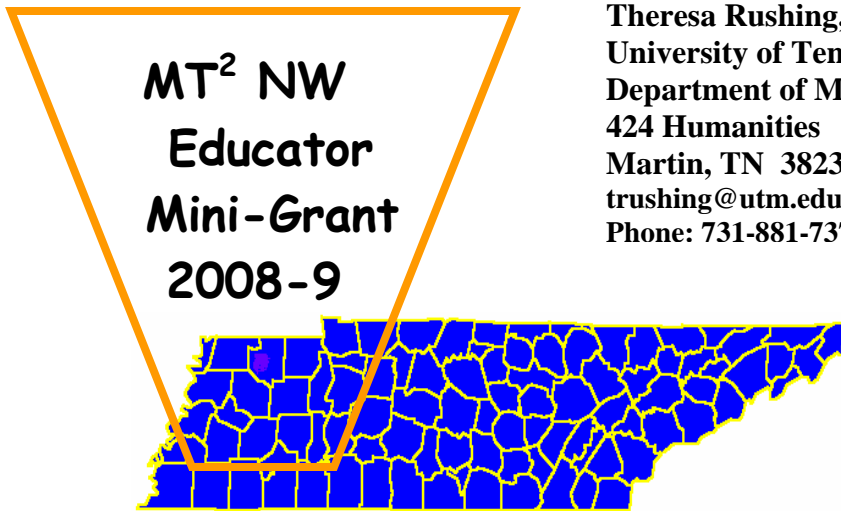 MT² NW
Educator
Mini-Grant
2008-9
Theresa Rushing,
University of Ten
Department of M
424 Humanities
Martin, TN 3823
trushing@utm.edu
Phone: 731-881-73